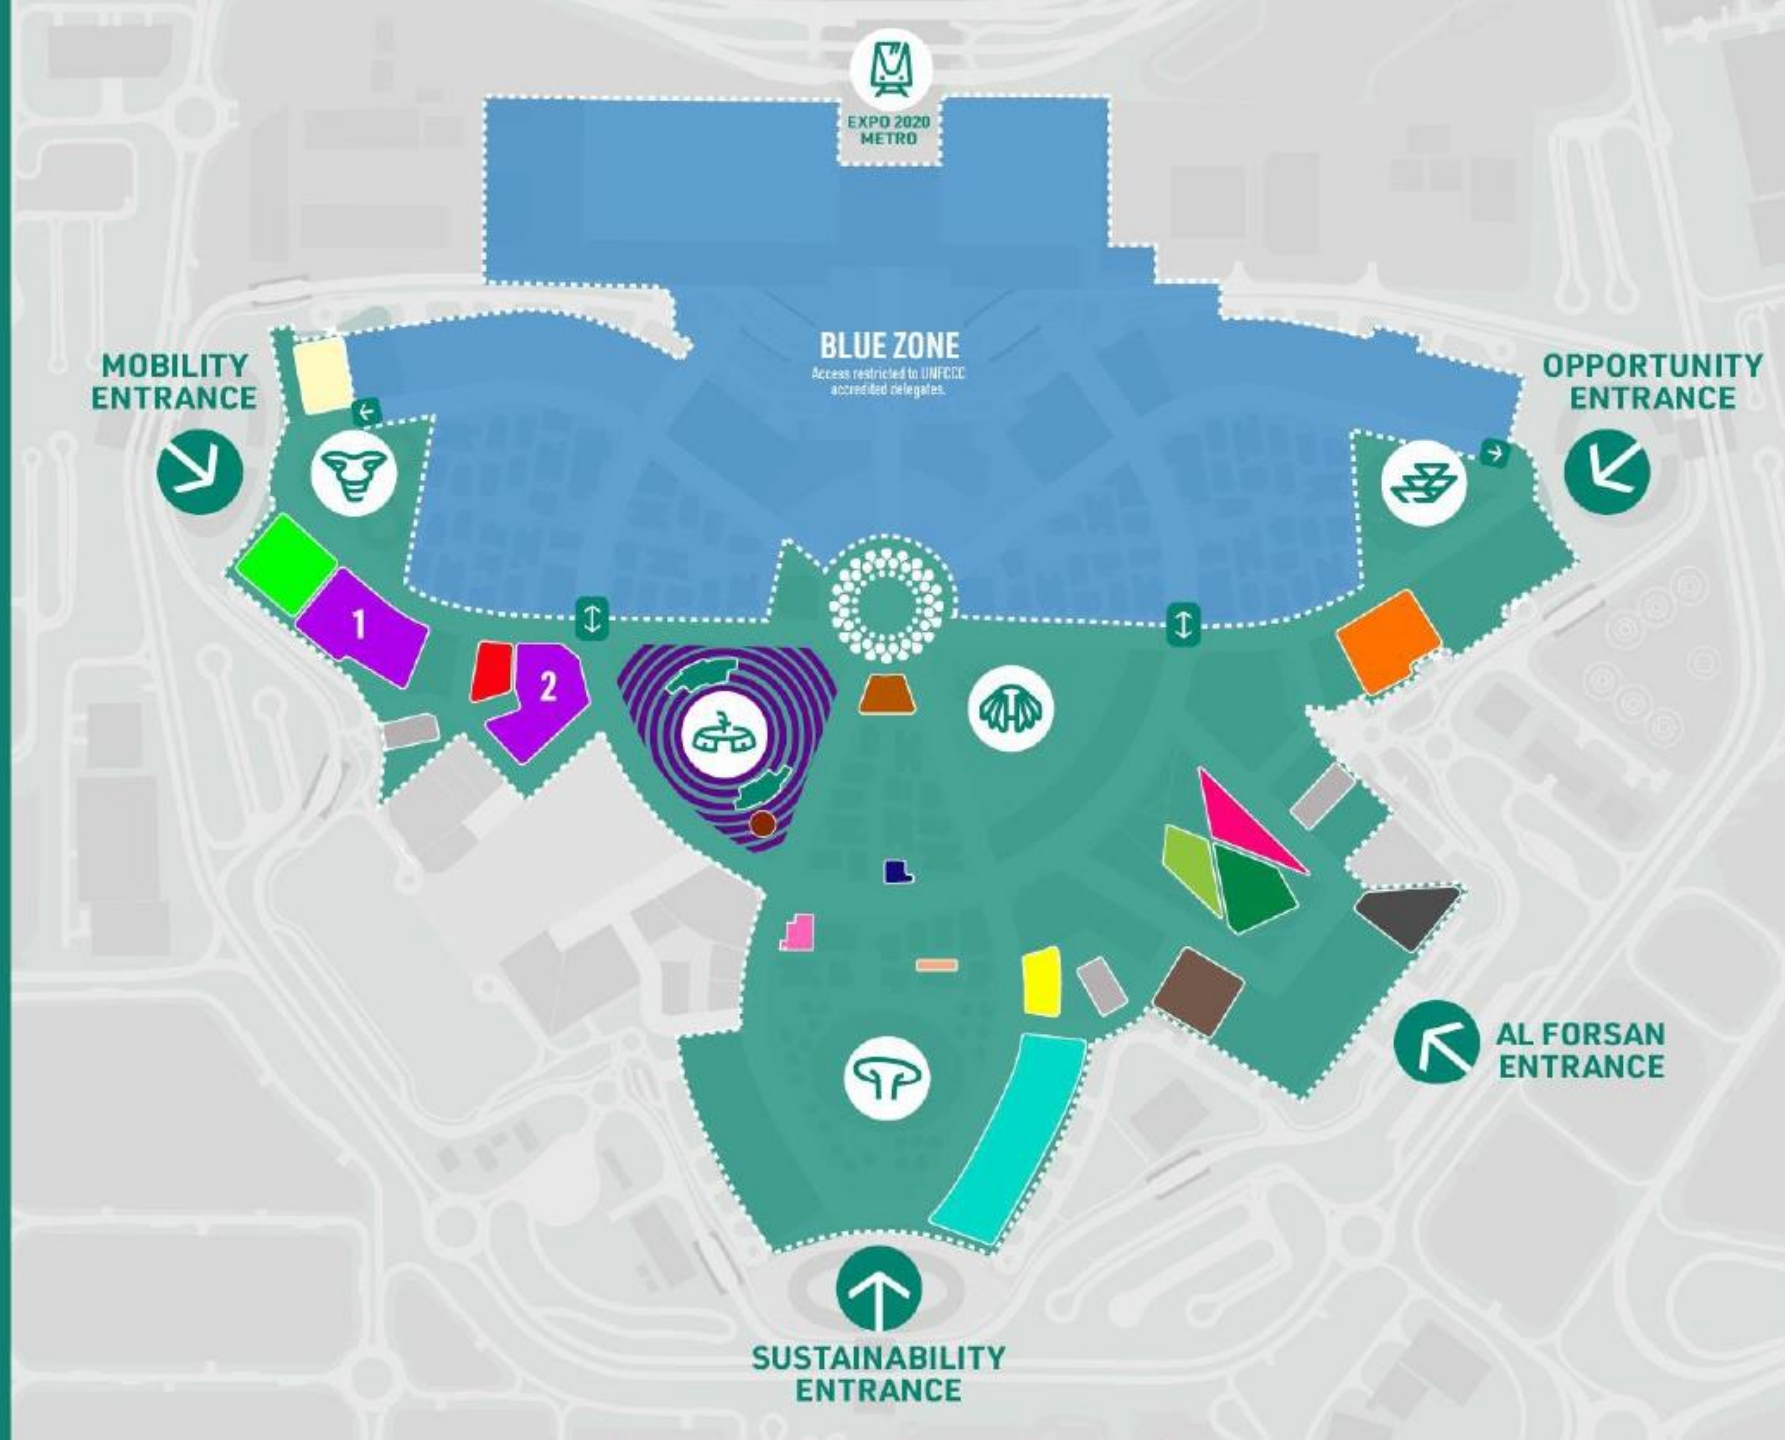 EXPO 2020
METRO
BLUE ZONE
Access restricted to UNFCCC
accredited delegates.
MOBILITY
ENTRANCE
OPPORTUNITY
ENTRANCE
1
2
AL FORSAN
ENTRANCE
SUSTAINABILITY
ENTRANCE